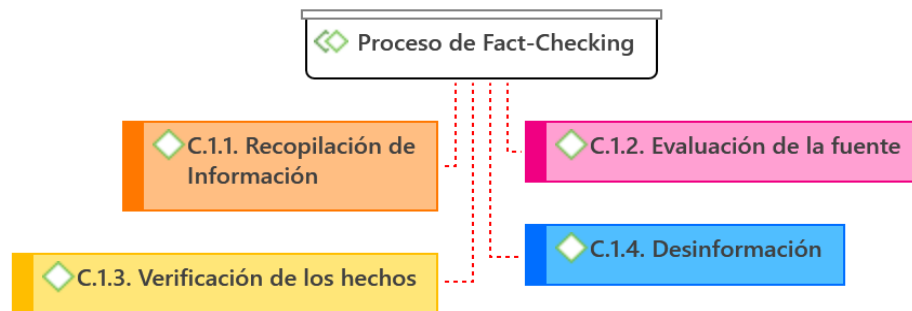 Proceso de Fact-Checking
C.1.1. Recopilación de
Información
C.1.2. Evaluación de la fuente
C.1.3. Verificación de los hechos
C.1.4. Desinformación